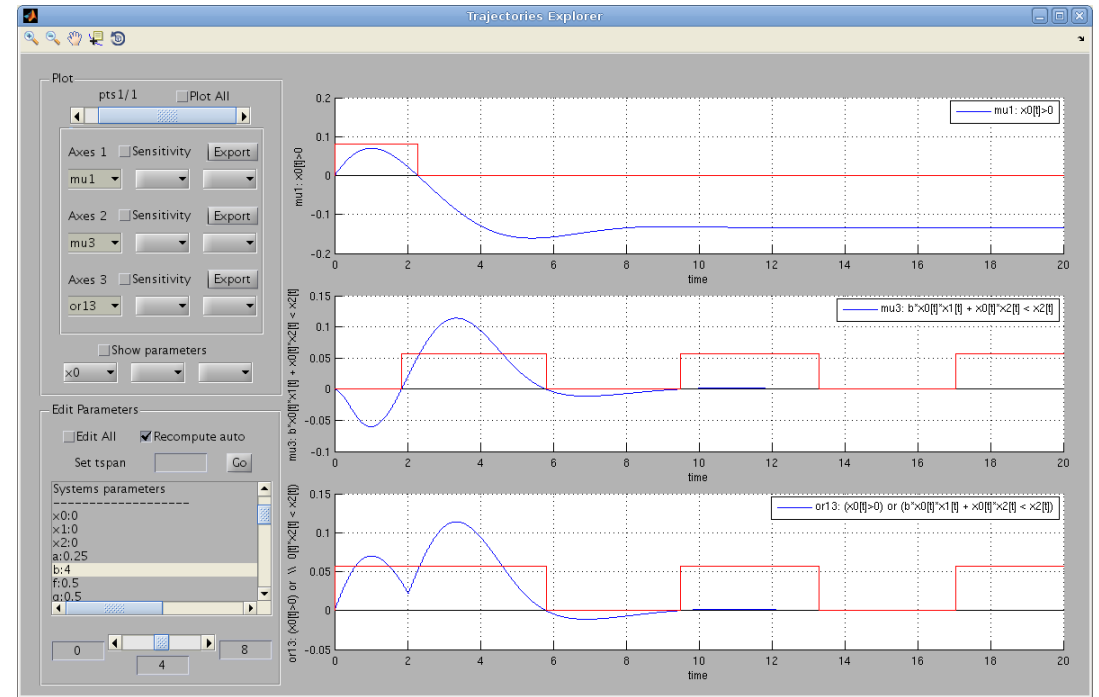 Trajectories Explorer
Plot
pts1/1 Plot All
Axes 1 Sensitivity Export
mu1
Axes 2 Sensitivity Export
mu3
Axes 3 Sensitivity Export
or13
Show parameters
x0
Edit Parameters
Edit All Recompute auto
Set tspan Go
Systems parameters
--------------------
x0:0
x1:0
x2:0
a:0.25
b:4
f:0.5
g:0.5
0 4 8
mu1: x0[t]>0
mu1: x0[t]>0
0.2
0.1
0
-0.1
-0.2
0 2 4 6 8 10 12 14 16 18 20
time
mu3: b*x0[t]*x1[t] + x0[t]*x2[t] < x2[t]
mu3: b*x0[t]*x1[t] + x0[t]*x2[t] < x2[t]
0.15
0.1
0.05
0
-0.05
-0.1
0 2 4 6 8 10 12 14 16 18 20
time
or13: (x0[t]>0) or (b*x0[t]*x1[t] + x0[t]*x2[t] < x2[t])
or13: (x0[t]>0) or \\ 0[t]*x2[t] < x2[t])
0.15
0.1
0.05
0
-0.05
0 2 4 6 8 10 12 14 16 18 20
time